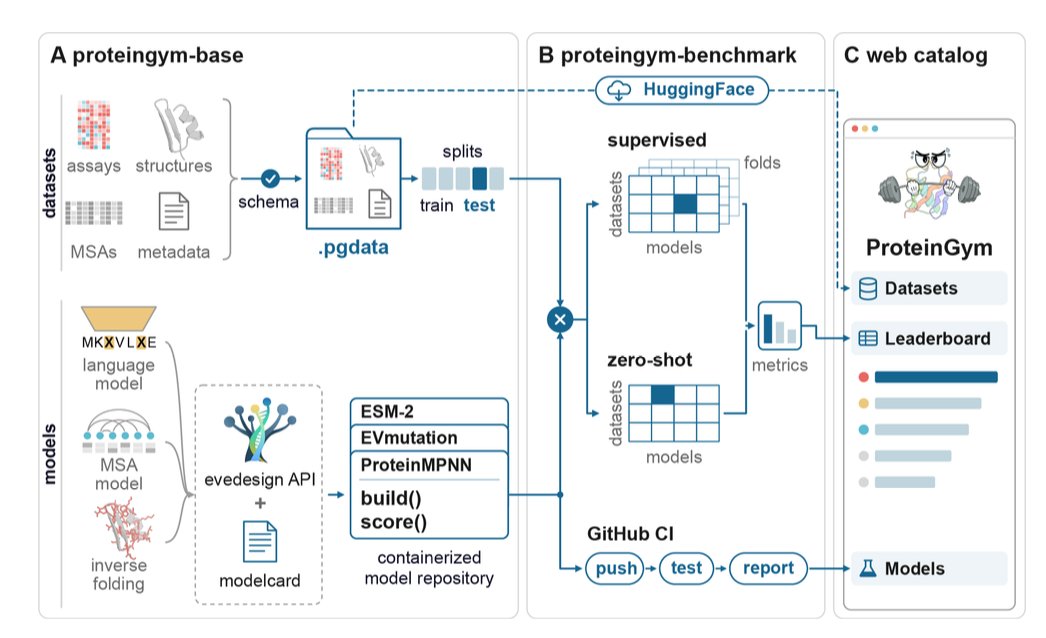 A proteingym-base
datasets
assays
structures
MSAs
metadata
schema
.pgdata
splits
train test
models
MKXVLXE
language
model
MSA
model
inverse
folding
evedesign API
+
modelcard
ESM-2
EVmutation
ProteinMPNN
build()
score()
containerized
model repository
B proteingym-benchmark
HuggingFace
supervised
folds
datasets
models
zero-shot
datasets
models
metrics
GitHub CI
push
test
report
C web catalog
ProteinGym
Datasets
Leaderboard
Models